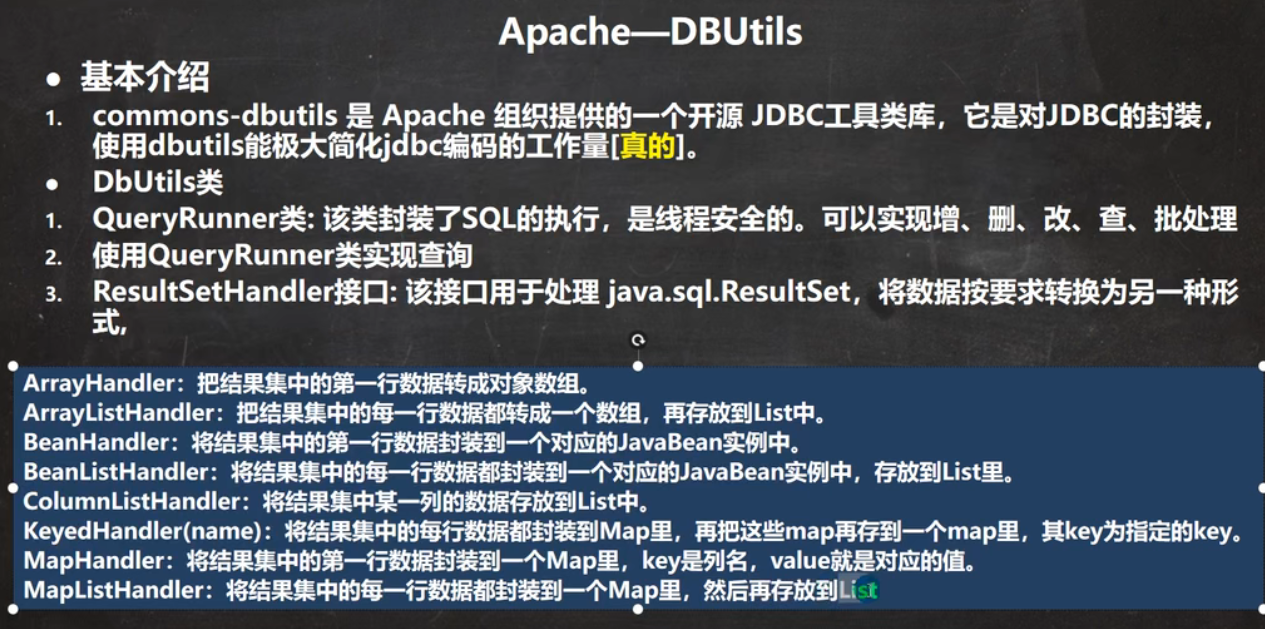 Apache—DBUtils
● 基本介绍
1. commons-dbutils 是 Apache 组织提供的一个开源 JDBC工具类库，它是对JDBC的封装，
使用dbutils能极大简化jdbc编码的工作量[真的]。
● DbUtils类
1. QueryRunner类: 该类封装了SQL的执行，是线程安全的。可以实现增、删、改、查、批处理
2. 使用QueryRunner类实现查询
3. ResultSetHandler接口: 该接口用于处理 java.sql.ResultSet，将数据按要求转换为另一种形
式,
ArrayHandler：把结果集中的第一行数据转成对象数组。
ArrayListHandler：把结果集中的每一行数据都转成一个数组，再存放到List中。
BeanHandler：将结果集中的第一行数据封装到一个对应的JavaBean实例中。
BeanListHandler：将结果集中的每一行数据都封装到一个对应的JavaBean实例中，存放到List里。
ColumnListHandler：将结果集中某一列的数据存放到List中。
KeyedHandler(name)：将结果集中的每行数据都封装到Map里，再把这些map再存到一个map里，其key为指定的key。
MapHandler：将结果集中的第一行数据封装到一个Map里，key是列名，value就是对应的值。
MapListHandler：将结果集中的每一行数据都封装到一个Map里，然后再存放到List